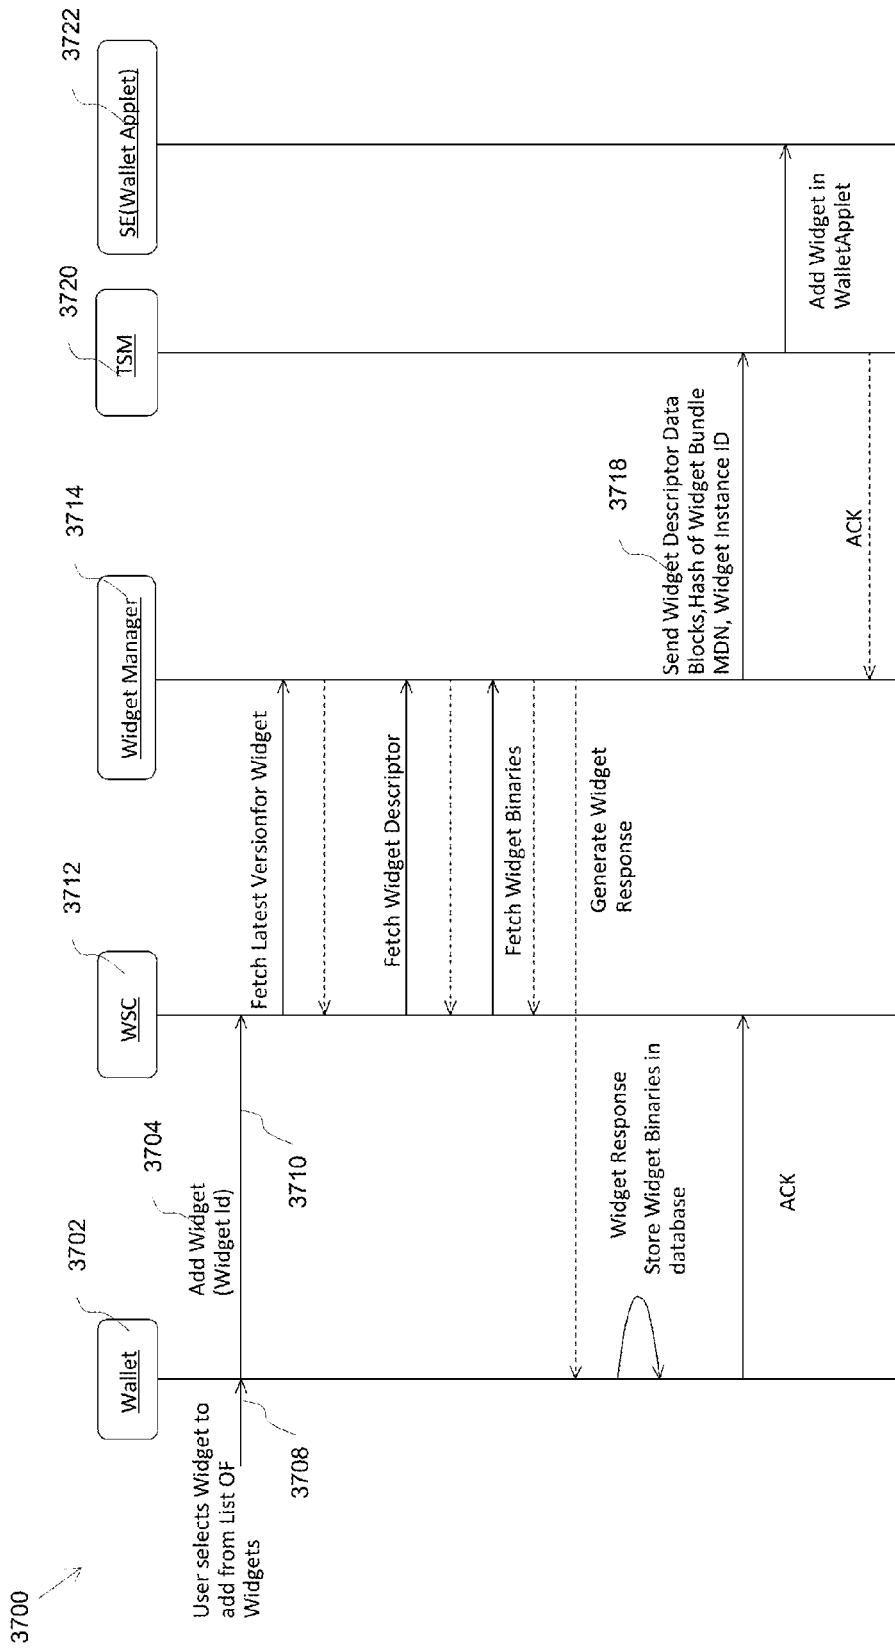 3700
3702
Wallet
3712
WSC
3714
Widget Manager
3720
TSM
3722
SE(Wallet Applet)
User selects Widget to
add from List OF
Widgets
3708
3704
Add Widget
(Widget Id)
3710
Fetch Latest Versionfor Widget
Fetch Widget Descriptor
Fetch Widget Binaries
Generate Widget
Response
Widget Response
Store Widget Binaries in
database
ACK
3718
Send Widget Descriptor Data
Blocks,Hash of Widget Bundle
MDN, Widget Instance ID
Add Widget in
WalletApplet
ACK